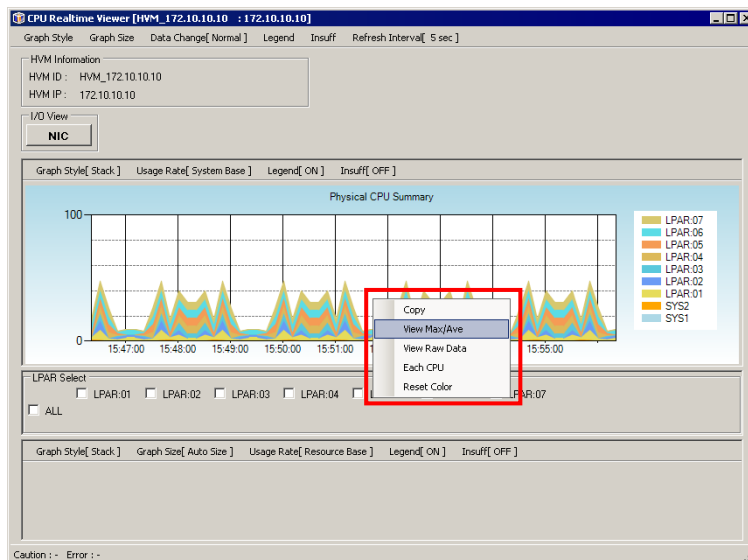 CPU Realtime Viewer [HVM_172.10.10.10 : 172.10.10.10]
Graph Style Graph Size Data Change[ Normal ] Legend Insuff Refresh Interval[ 5 sec ]
HVM Information
HVM ID : HVM_172.10.10.10
HVM IP : 172.10.10.10
I/O View
NIC
Graph Style[ Stack ] Usage Rate[ System Base ] Legend[ ON ] Insuff[ OFF ]
Physical CPU Summary
100
0
15:47:00 15:48:00 15:49:00 15:50:00 15:51:00 15:55:00
LPAR:07
LPAR:06
LPAR:05
LPAR:04
LPAR:03
LPAR:02
LPAR:01
SYS2
SYS1
Copy
View Max/Ave
View Raw Data
Each CPU
Reset Color
LPAR Select
LPAR:01 LPAR:02 LPAR:03 LPAR:04 LPAR:07
ALL
Graph Style[ Stack ] Graph Size[ Auto Size ] Usage Rate[ Resource Base ] Legend[ ON ] Insuff[ OFF ]
Caution : - Error : -